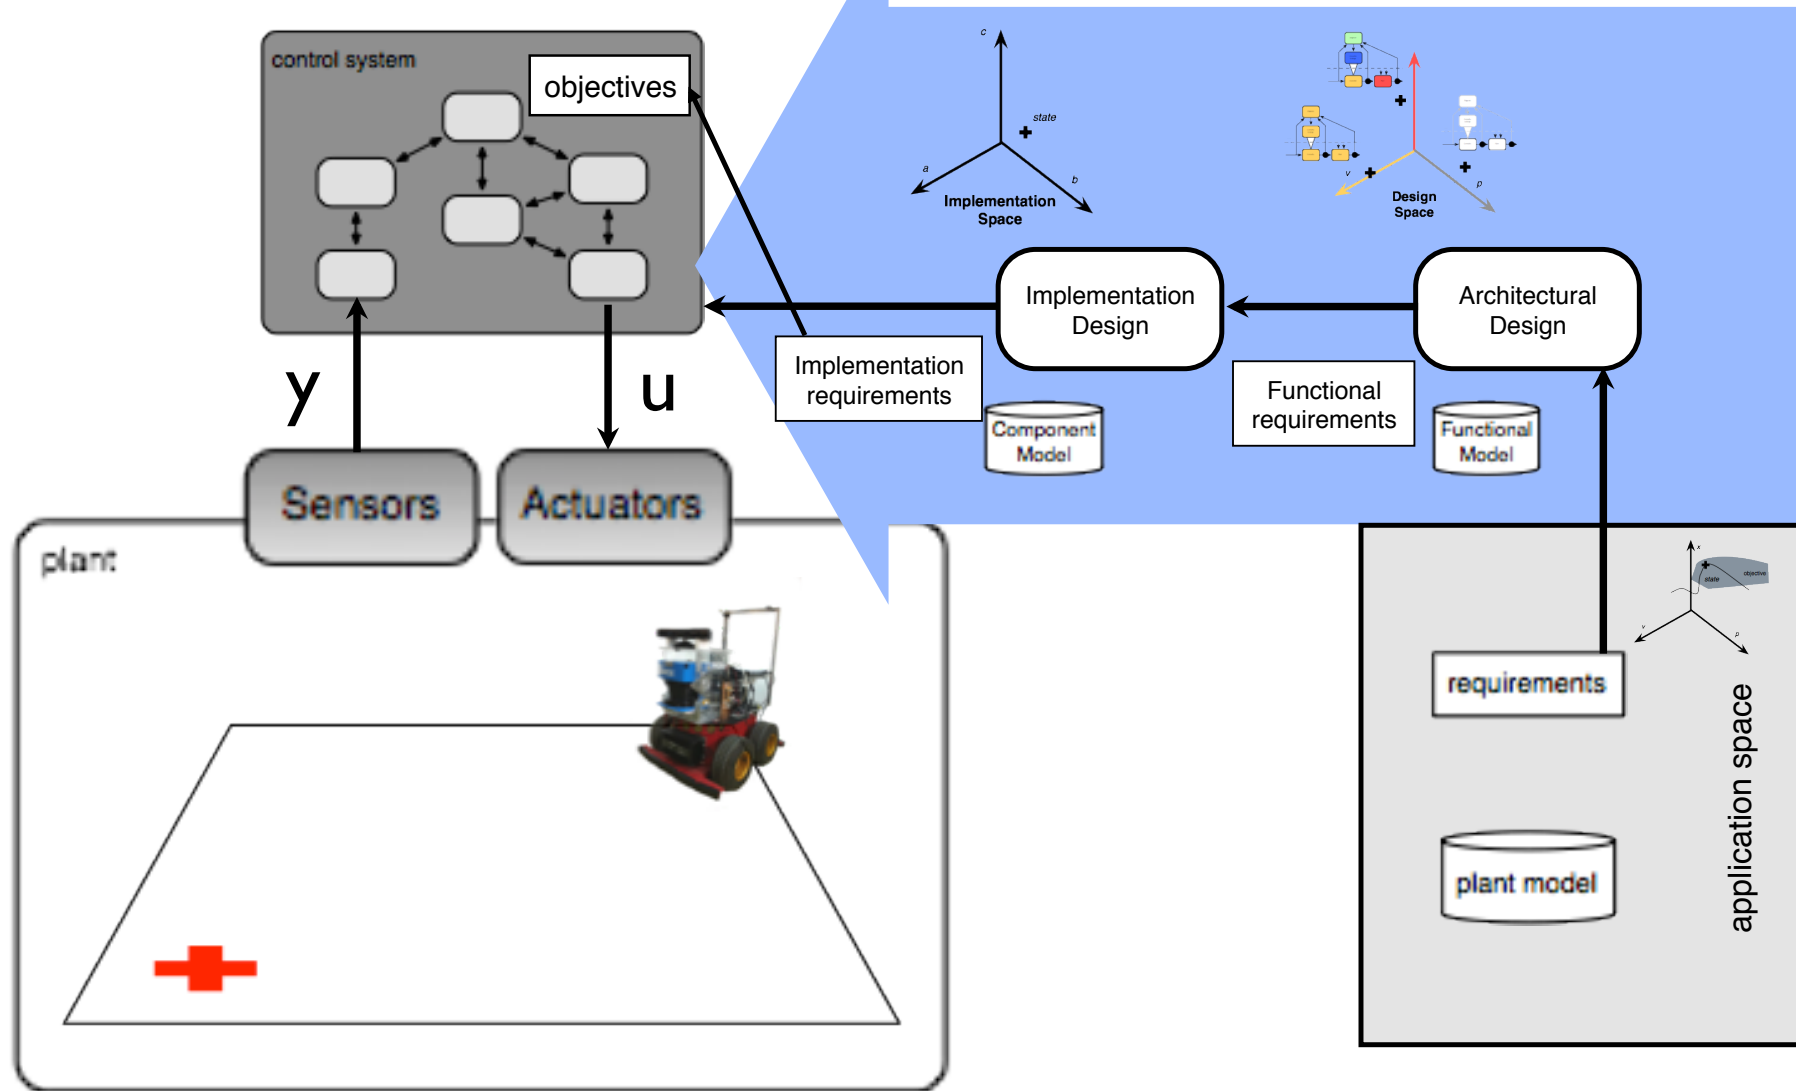 control system
objectives
y
u
Sensors
Actuators
plant
c
state
a
b
Implementation
Space
v
p
Design
Space
Implementation
Design
Architectural
Design
Implementation
requirements
Functional
requirements
Component
Model
Functional
Model
x
state
objective
v
p
requirements
plant model
application space